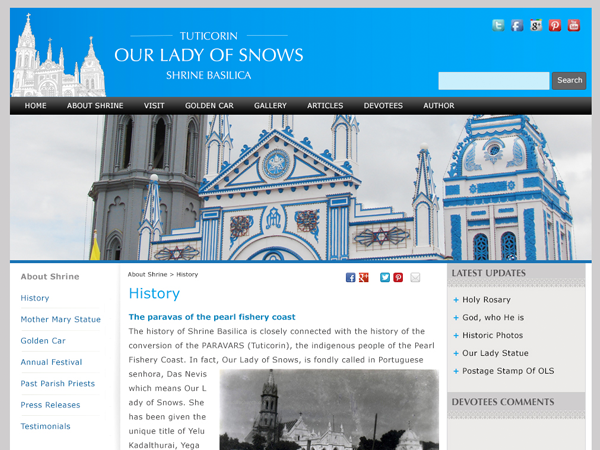 TUTICORIN
OUR LADY OF SNOWS
SHRINE BASILICA
Search
HOME ABOUT SHRINE VISIT GOLDEN CAR GALLERY ARTICLES DEVOTEES AUTHOR
About Shrine
History
Mother Mary Statue
Golden Car
Annual Festival
Past Parish Priests
Press Releases
Testimonials
About Shrine > History
History
The paravas of the pearl fishery coast
The history of Shrine Basilica is closely connected with the history of the
conversion of the PARAVARS (Tuticorin), the indigenous people of the Pearl
Fishery Coast. In fact, Our Lady of Snows, is fondly called in Portuguese
senhora, Das Nevis
which means Our L
ady of Snows. She
has been given the
unique title of Yelu
Kadalthurai, Yega
LATEST UPDATES
+ Holy Rosary
+ God, who He is
+ Historic Photos
+ Our Lady Statue
+ Postage Stamp Of OLS
DEVOTEES COMMENTS